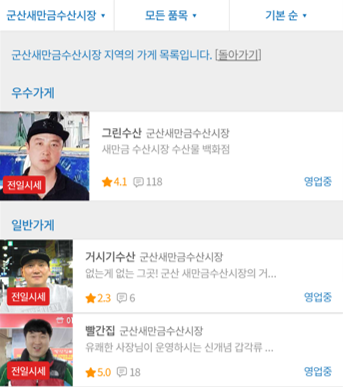 군산새만금수산시장 ▾ 모든 품목 ▾ 기본 순 ▾
군산새만금수산시장 지역의 가게 목록입니다. [돌아가기]
우수가게
그린수산 군산새만금수산시장
새만금 수산시장 수산물 백화점
전일시세
4.1 118 영업중
일반가게
거시기수산 군산새만금수산시장
없는게 없는 그곳! 군산 새만금수산시장의 거...
전일시세
2.3 6 영업중
빨간집 군산새만금수산시장
유쾌한 사장님이 운영하시는 신개념 갑각류 ...
전일시세
5.0 18 영업중